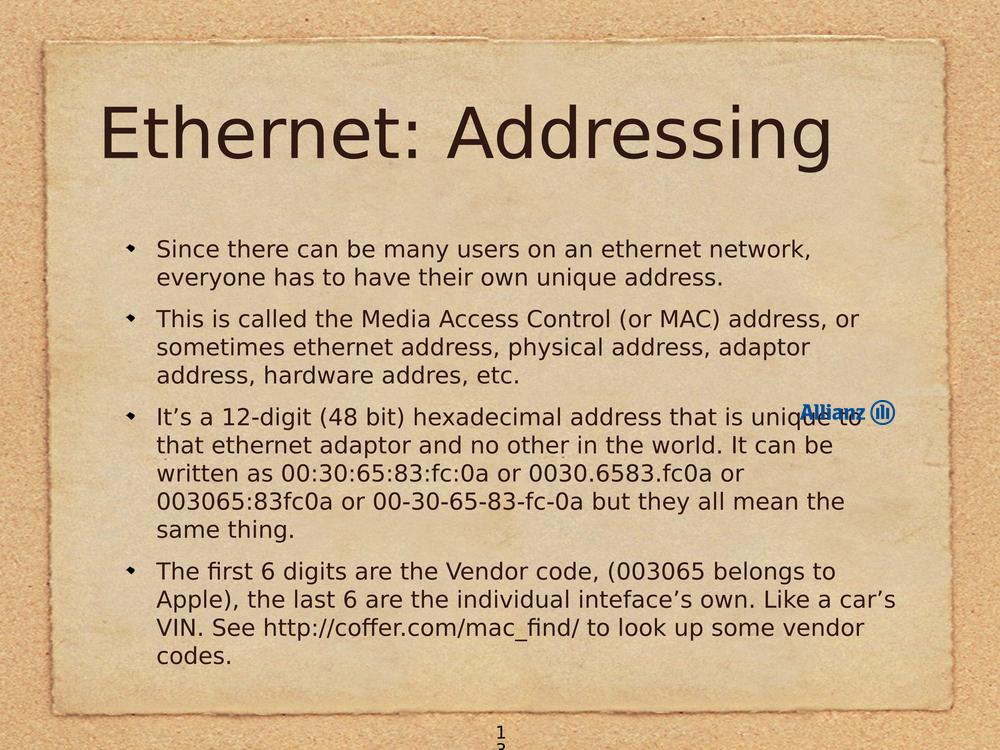 Ethernet: Addressing
Since there can be many users on an ethernet network,
everyone has to have their own unique address.
This is called the Media Access Control (or MAC) address, or
sometimes ethernet address, physical address, adaptor
address, hardware addres, etc.
It’s a 12-digit (48 bit) hexadecimal address that is unique to
Allianz
that ethernet adaptor and no other in the world. It can be
written as 00:30:65:83:fc:0a or 0030.6583.fc0a or
003065:83fc0a or 00-30-65-83-fc-0a but they all mean the
same thing.
The first 6 digits are the Vendor code, (003065 belongs to
Apple), the last 6 are the individual inteface’s own. Like a car’s
VIN. See http://coffer.com/mac_find/ to look up some vendor
codes.
1